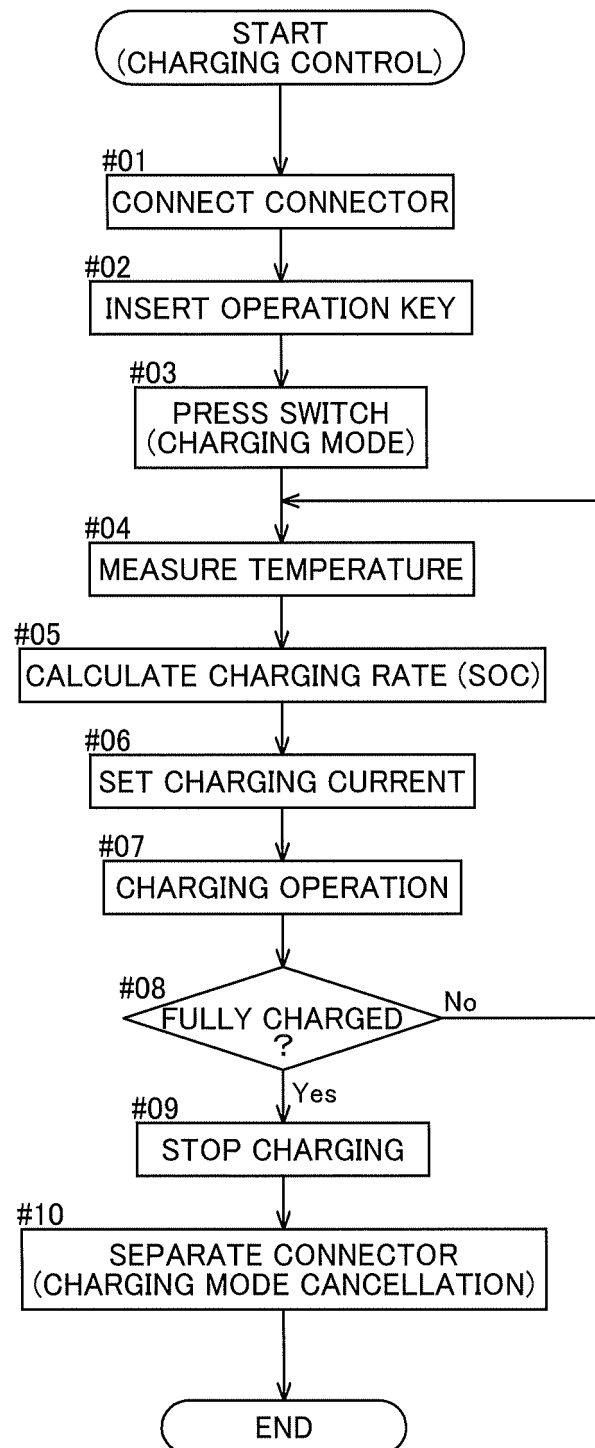 START
(CHARGING CONTROL)
#01
CONNECT CONNECTOR
#02
INSERT OPERATION KEY
#03
PRESS SWITCH
(CHARGING MODE)
#04
MEASURE TEMPERATURE
#05
CALCULATE CHARGING RATE (SOC)
#06
SET CHARGING CURRENT
#07
CHARGING OPERATION
#08
FULLY CHARGED
?
No
Yes
#09
STOP CHARGING
#10
SEPARATE CONNECTOR
(CHARGING MODE CANCELLATION)
END